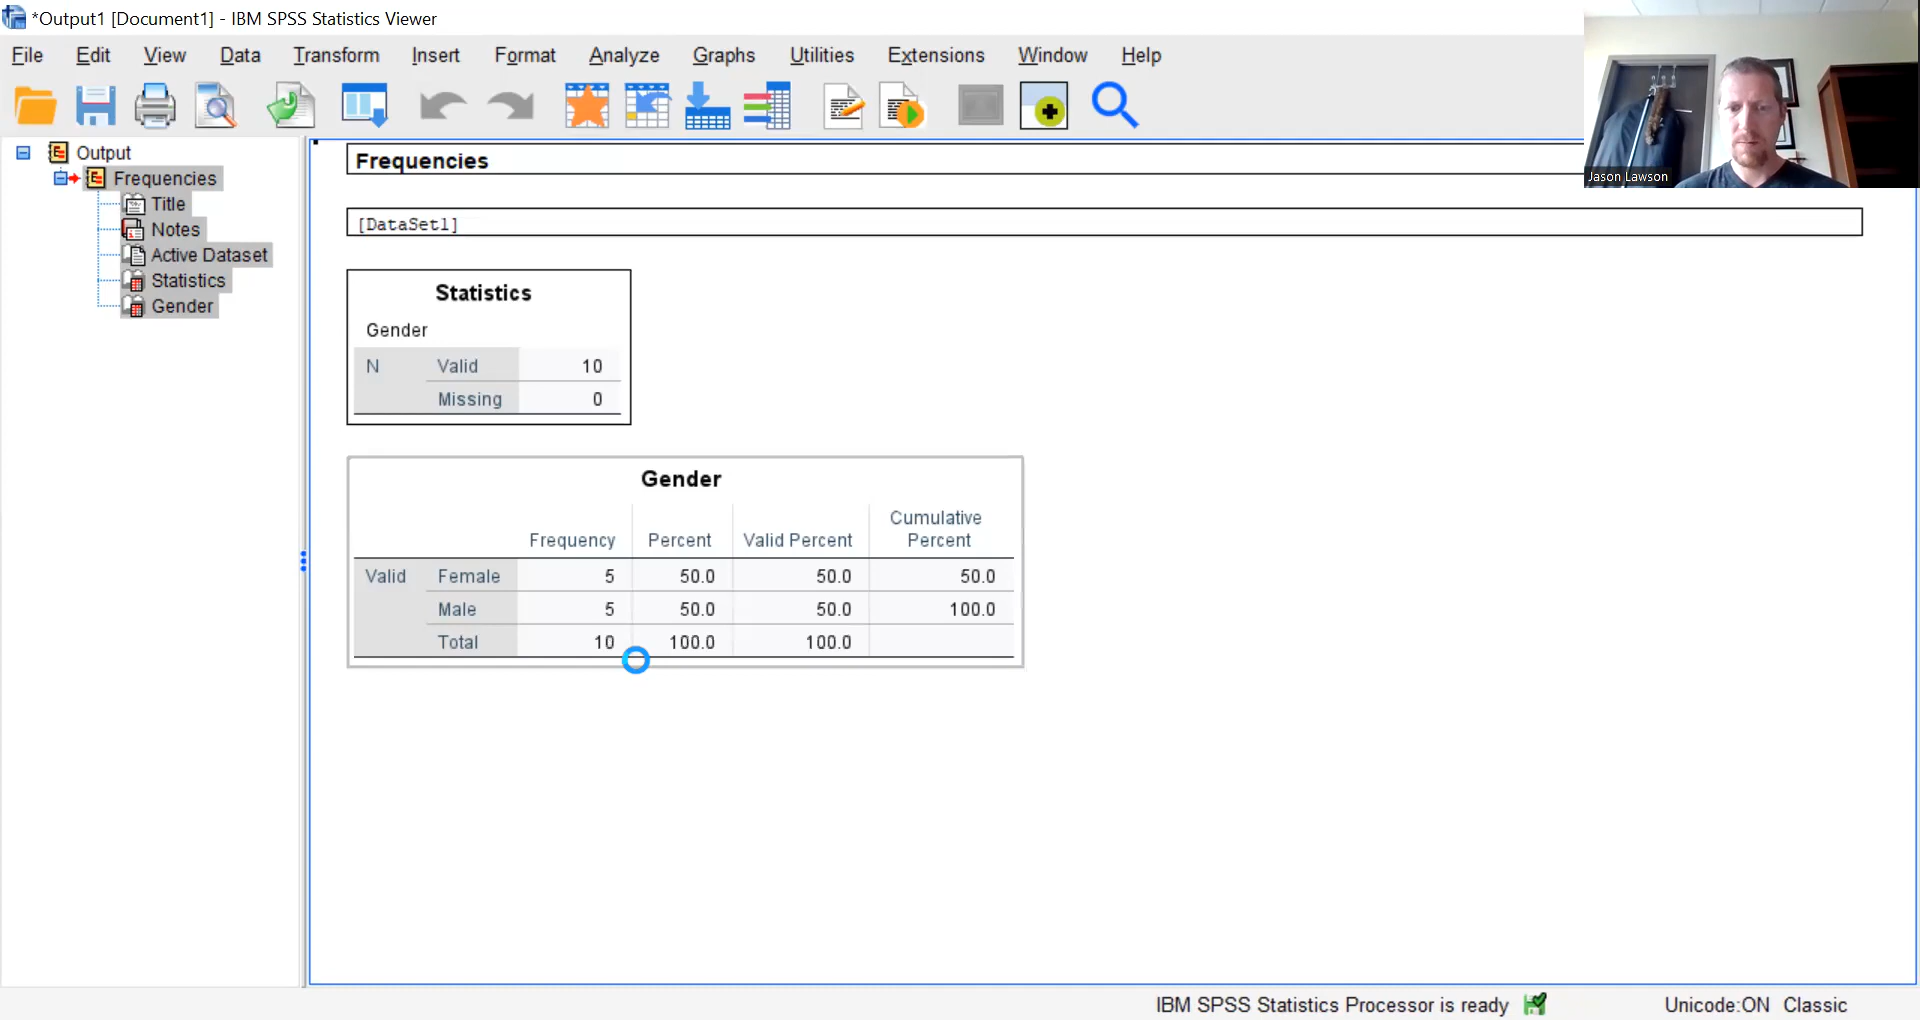 *Output1 [Document1] - IBM SPSS Statistics Viewer
File Edit View Data Transform Insert Format Analyze Graphs Utilities Extensions Window Help
Jason Lawson
Output
Frequencies
Title
Notes
Active Dataset
Statistics
Gender
Frequencies
[DataSet1]
Statistics
Gender
N Valid 10
Missing 0
Gender
Frequency Percent Valid Percent Cumulative Percent
Valid Female 5 50.0 50.0 50.0
Male 5 50.0 50.0 100.0
Total 10 100.0 100.0
IBM SPSS Statistics Processor is ready Unicode:ON Classic